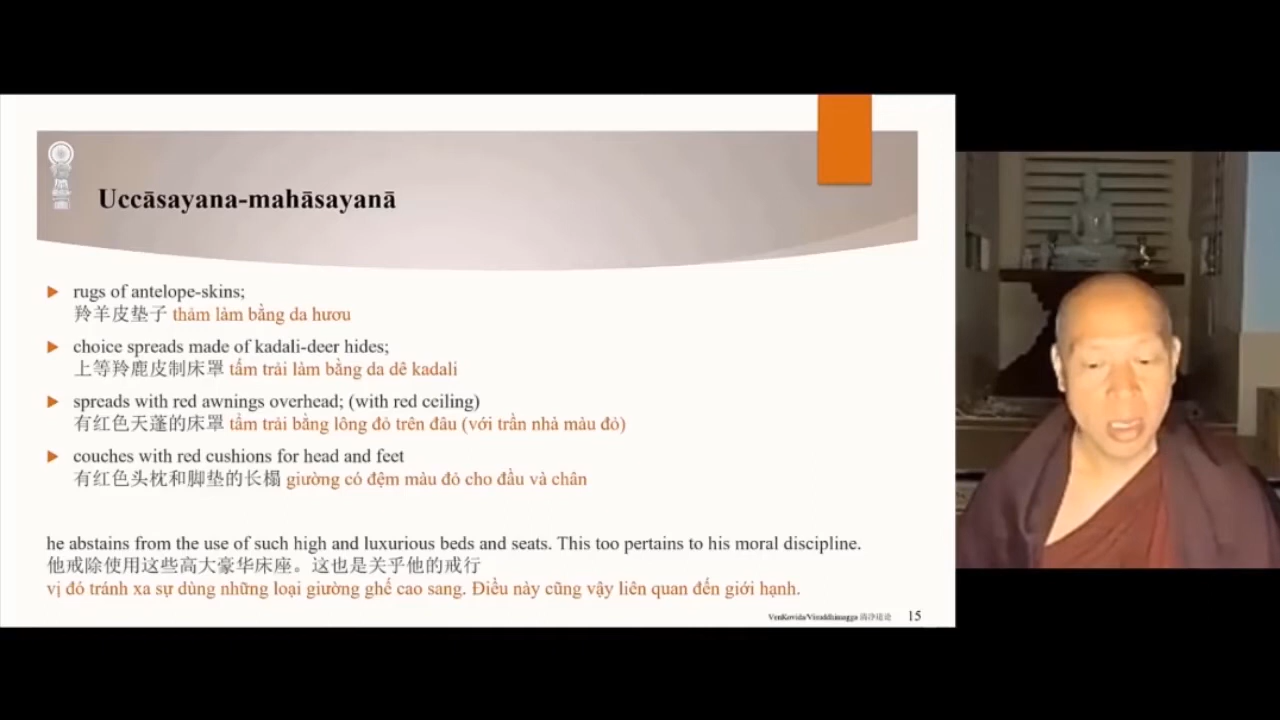 Uccāsayana-mahāsayanā
rugs of antelope-skins;
羚羊皮垫子 thảm làm bằng da hươu
choice spreads made of kadali-deer hides;
上等羚鹿皮制床罩 tấm trải làm bằng da dê kadali
spreads with red awnings overhead; (with red ceiling)
有红色天蓬的床罩 tấm trải bằng lông đỏ trên đâu (với trần nhà màu đỏ)
couches with red cushions for head and feet
有红色头枕和脚垫的长榻 giường có đệm màu đỏ cho đầu và chân
he abstains from the use of such high and luxurious beds and seats. This too pertains to his moral discipline.
他戒除使用这些高大豪华床座。这也是关乎他的戒行
vị đó tránh xa sự dùng những loại giường ghế cao sang. Điều này cũng vậy liên quan đến giới hạnh.
VenKovida/Visuddhimagga 清净道论 15